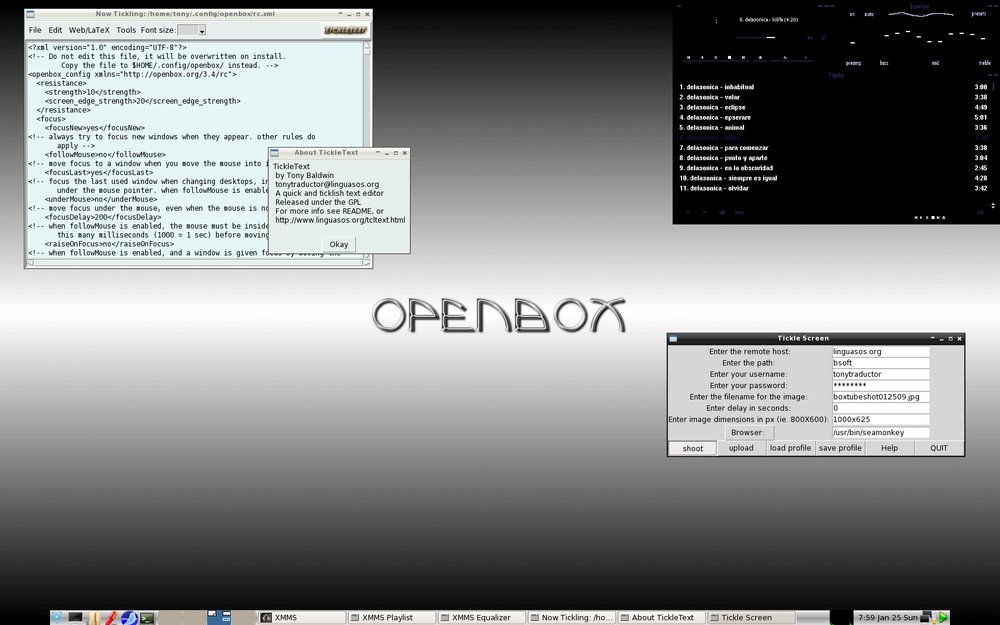 Now Tickling: /home/tony/.config/openbox/rc.xml
File Edit Web/LaTeX Tools Font size:
TICKLETEXT
<?xml version="1.0" encoding="UTF-8"?>
<!-- Do not edit this file, it will be overwritten on install.
Copy the file to $HOME/.config/openbox/ instead. -->
<openbox_config xmlns="http://openbox.org/3.4/rc">
<resistance>
<strength>10</strength>
<screen_edge_strength>20</screen_edge_strength>
</resistance>
<focus>
<focusNew>yes</focusNew>
<!-- always try to focus new windows when they appear. other rules do
apply -->
<followMouse>no</followMouse>
<!-- move focus to a window when you move the mouse into
<focusLast>yes</focusLast>
<!-- focus the last used window when changing desktops, in
under the mouse pointer. when followMouse is enabl
<underMouse>no</underMouse>
<!-- move focus under the mouse, even when the mouse is no
<focusDelay>200</focusDelay>
<!-- when followMouse is enabled, the mouse must be inside
this many milliseconds (1000 = 1 sec) before moving
<raiseOnFocus>no</raiseOnFocus>
<!-- when followMouse is enabled, and a window is given focus by moving the
About TickleText
TickleText
by Tony Baldwin
tonytraductor@linguasos.org
A quick and ticklish text editor
Released under the GPL
For more info see README, or
http://www.linguasos.org/tcltext.html
Okay
6. delasonica - lolita (4:20)
on auto presets
preamp bass mid treble
Playlist
1. delasonica - inhabitual 3:00
2. delasonica - volar 3:38
3. delasonica - eclipse 4:49
4. delasonica - epserare 5:01
5. delasonica - animal 3:36
7. delasonica - para comenzar 3:38
8. delasonica - punto y aparte 3:04
9. delasonica - en la obscuridad 2:45
10. delasonica - siempre es igual 4:28
11. delasonica - olvidar 3:42
OPENBOX
Tickle Screen
Enter the remote host: linguasos.org
Enter the path: bsoft
Enter your username: tonytraductor
Enter your password: ********
Enter the filename for the image: boxtubeshot012509.jpg
Enter delay in seconds: 0
Enter image dimensions in px (ie. 800X600): 1000x625
Browser: /usr/bin/seamonkey
shoot upload load profile save profile Help QUIT
XMMS XMMS Playlist XMMS Equalizer Now Tickling: /ho... About TickleText Tickle Screen 7:59 Jan 25 Sun